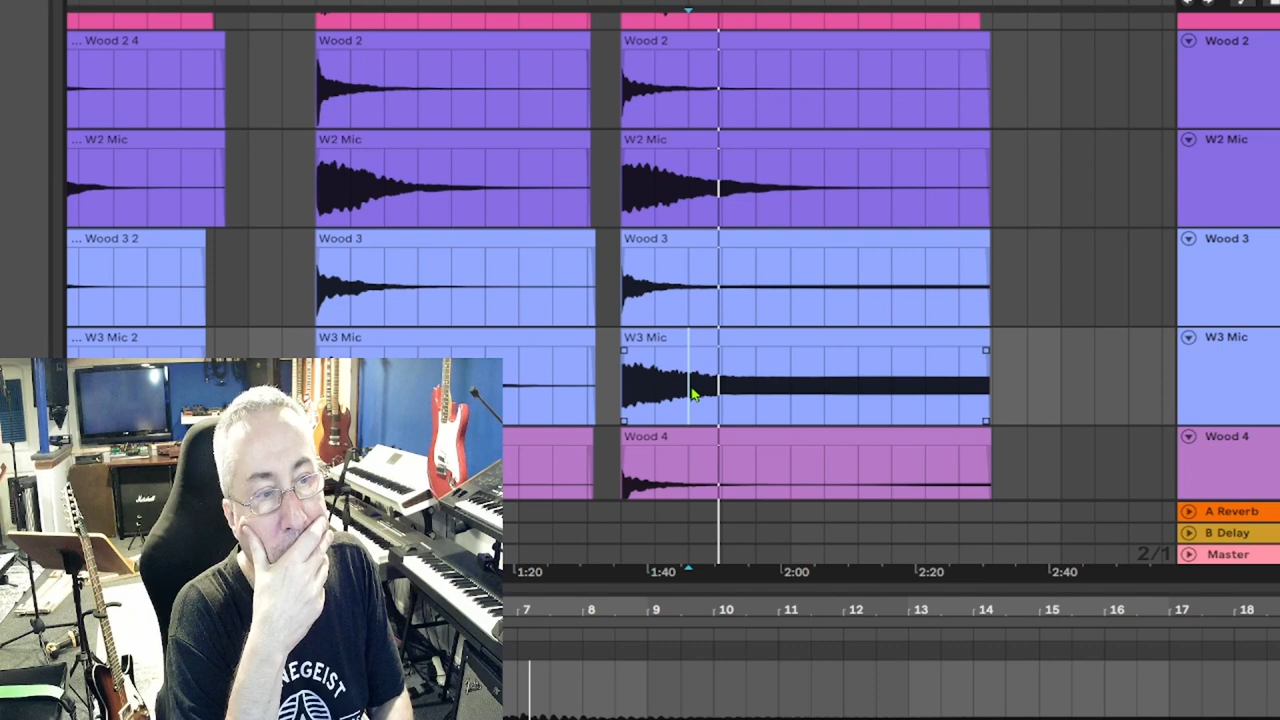 ... Wood 2 4
Wood 2
Wood 2
Wood 2
... W2 Mic
W2 Mic
W2 Mic
W2 Mic
... Wood 3 2
Wood 3
Wood 3
Wood 3
... W3 Mic 2
W3 Mic
W3 Mic
W3 Mic
Wood 4
Wood 4
A Reverb
B Delay
2/1
Master
1:20
1:40
2:00
2:20
2:40
7
8
9
10
11
12
13
14
15
16
17
18
Marshall
NEGEIST